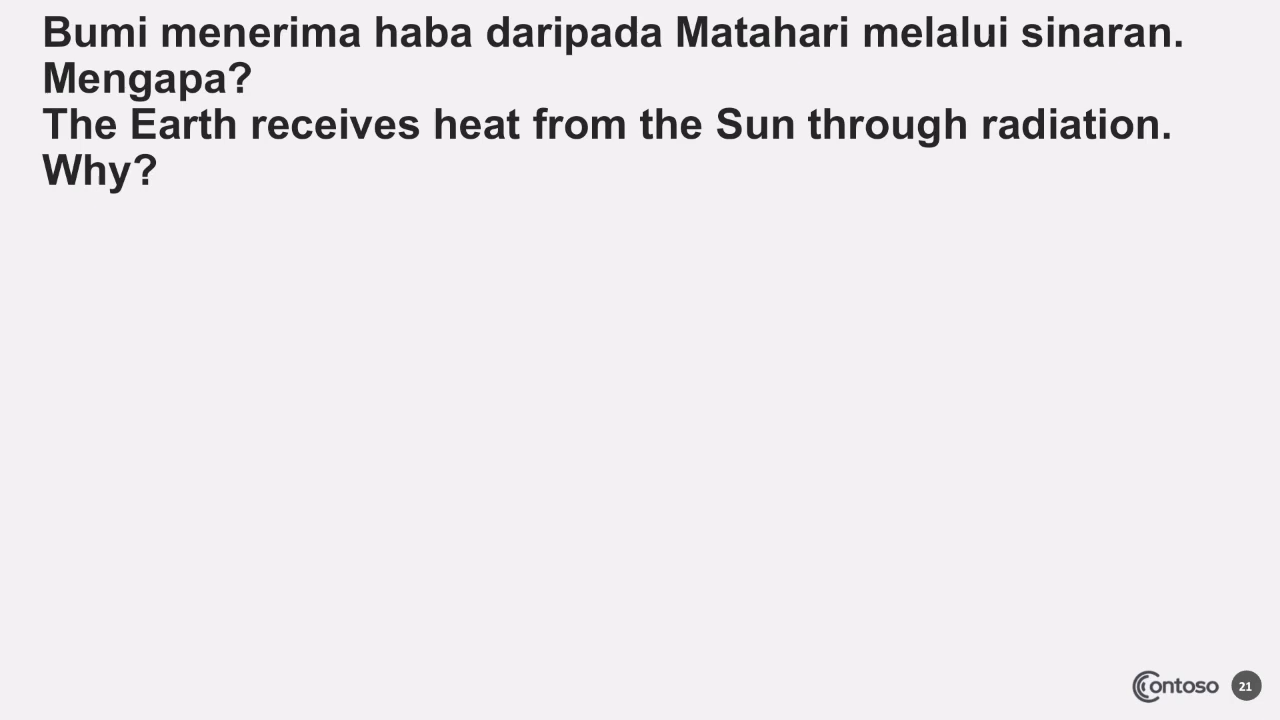 Bumi menerima haba daripada Matahari melalui sinaran.
Mengapa?
The Earth receives heat from the Sun through radiation.
Why?
Contoso
21